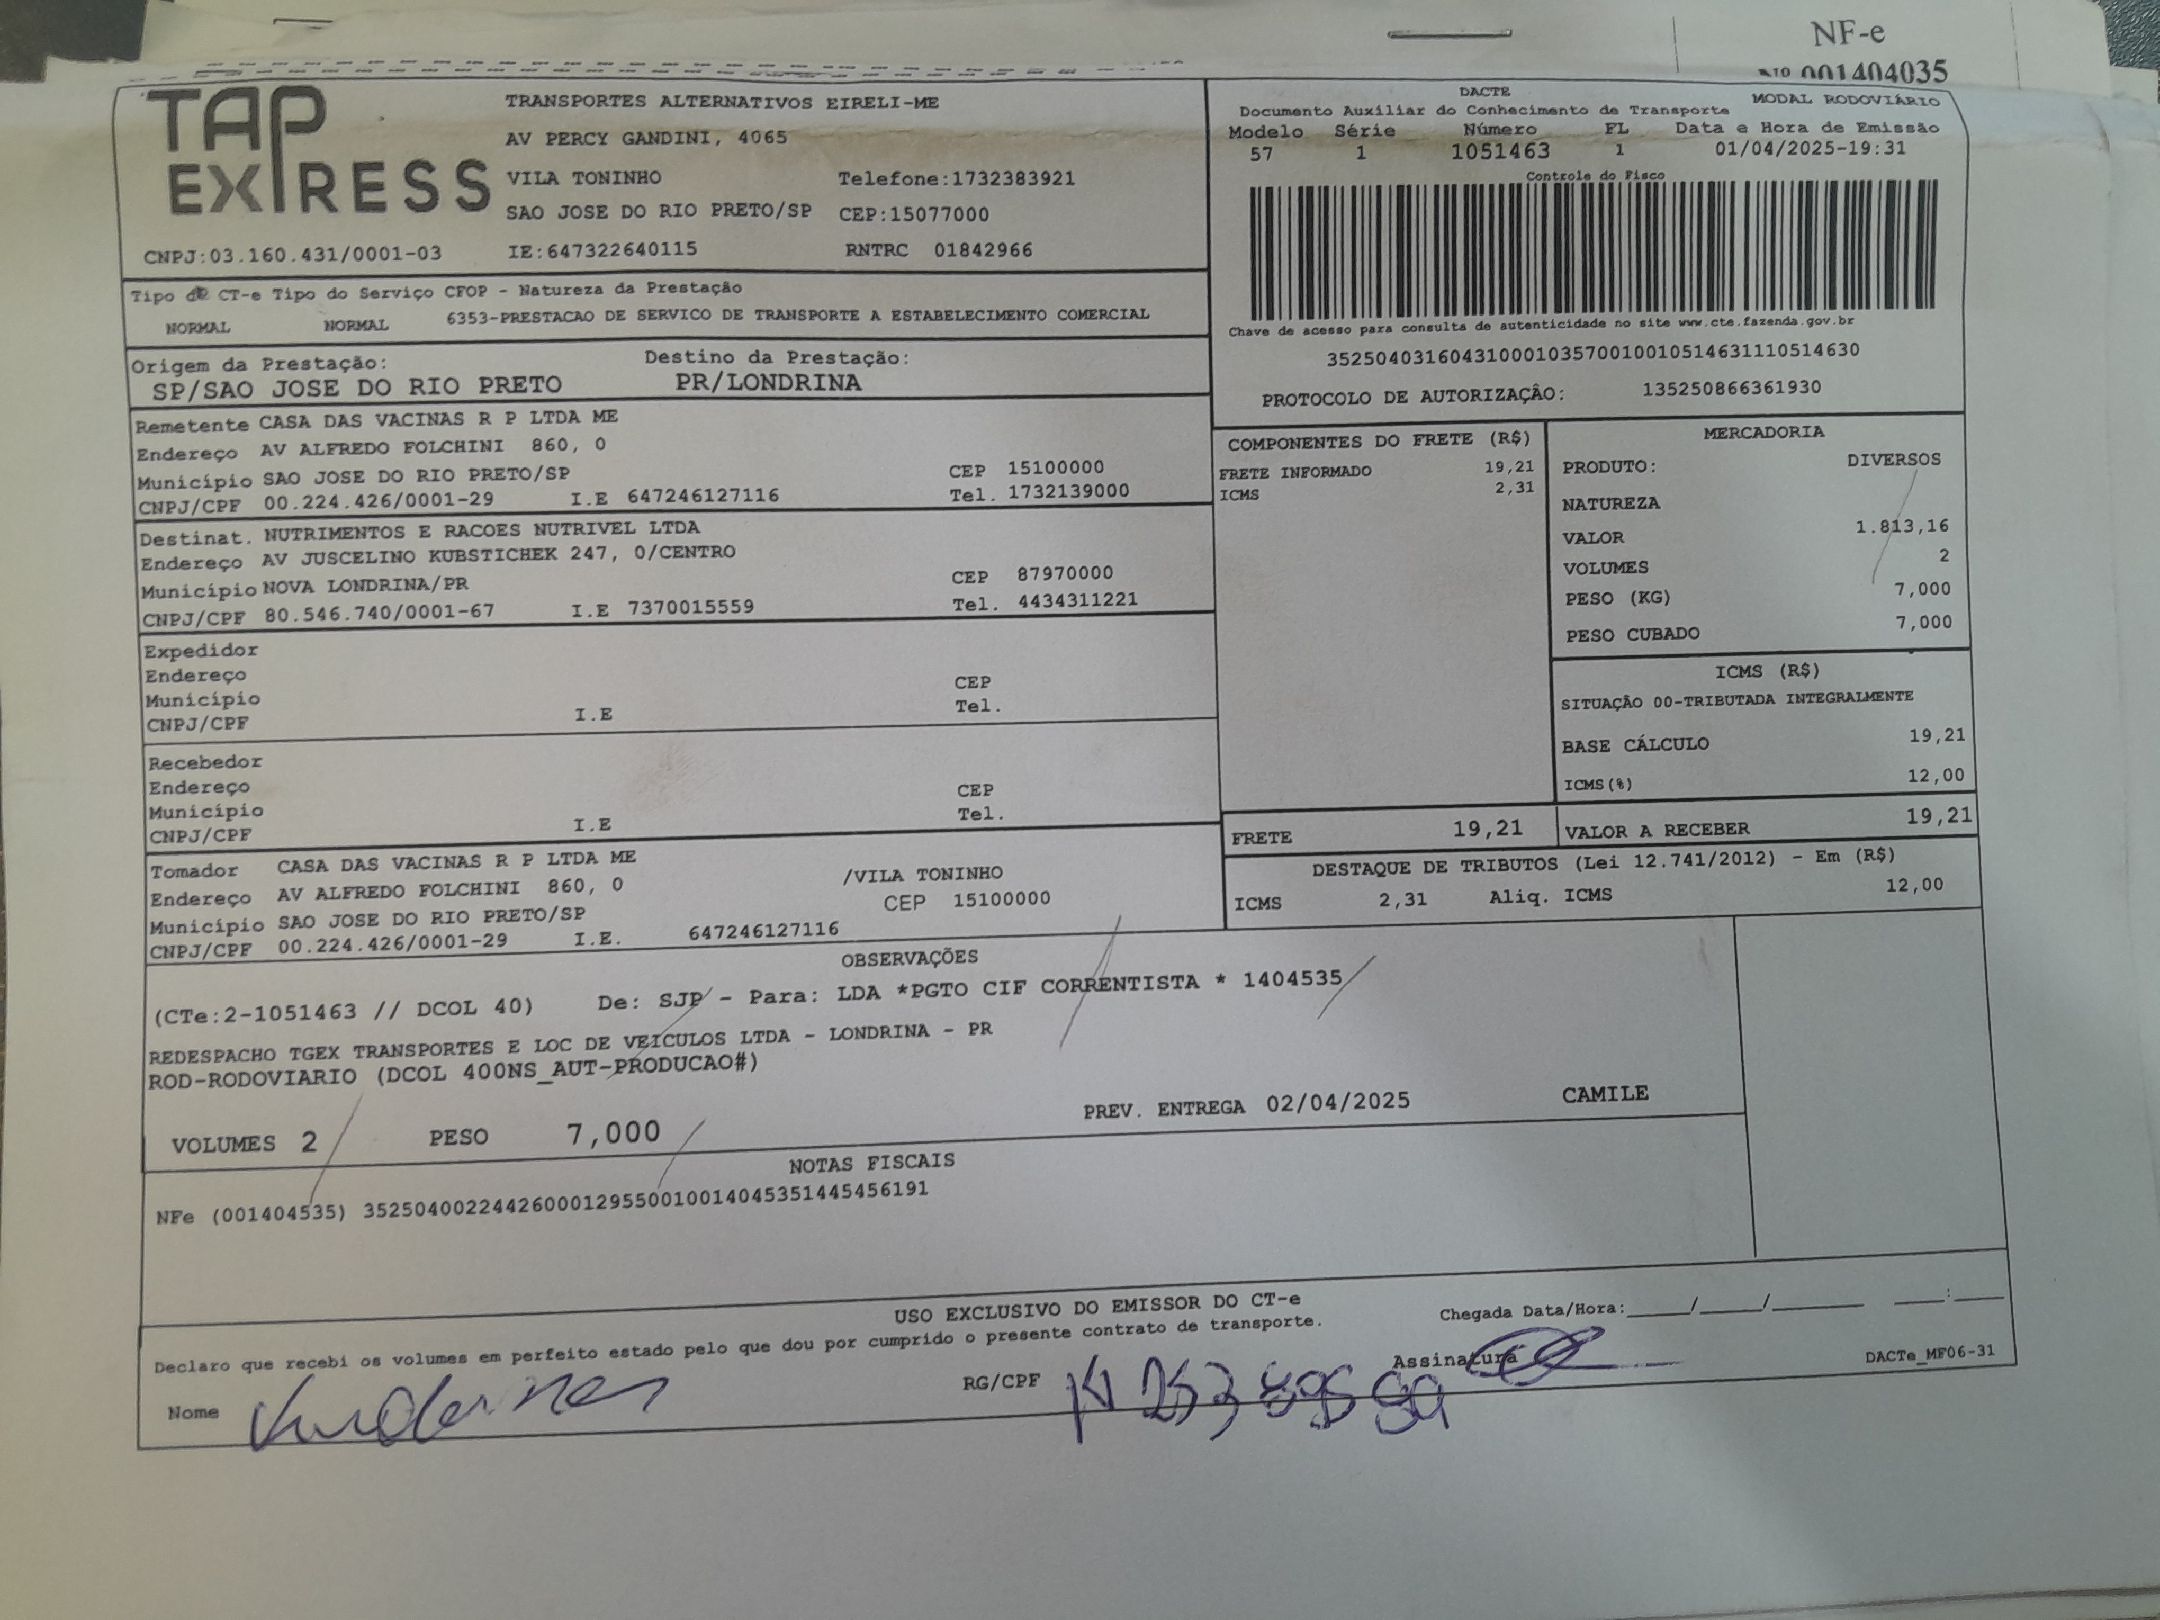 NF-e
001404035
TAP EXPRESS
TRANSPORTES ALTERNATIVOS EIRELI-ME
AV PERCY GANDINI, 4065
VILA TONINHO Telefone:1732383921
SAO JOSE DO RIO PRETO/SP CEP:15077000
CNPJ:03.160.431/0001-03 IE:647322640115 RNTRC 01842966
DACTE
Documento Auxiliar do Conhecimento de Transporte MODAL RODOVIÁRIO
Modelo Série Número FL Data e Hora de Emissão
57 1 1051463 1 01/04/2025-19:31
Controle do Fisco
Chave de acesso para consulta de autenticidade no site www.cte.fazenda.gov.br
35250403160431000103570010010514631110514630
PROTOCOLO DE AUTORIZAÇÂO: 135250866361930
Tipo de CT-e Tipo do Serviço CFOP - Natureza da Prestação
NORMAL NORMAL 6353-PRESTACAO DE SERVICO DE TRANSPORTE A ESTABELECIMENTO COMERCIAL
Origem da Prestação: Destino da Prestação:
SP/SAO JOSE DO RIO PRETO PR/LONDRINA
Remetente CASA DAS VACINAS R P LTDA ME
Endereço AV ALFREDO FOLCHINI 860, 0
Município SAO JOSE DO RIO PRETO/SP CEP 15100000
CNPJ/CPF 00.224.426/0001-29 I.E 647246127116 Tel. 1732139000
Destinat. NUTRIMENTOS E RACOES NUTRIVEL LTDA
Endereço AV JUSCELINO KUBSTICHEK 247, 0/CENTRO
Município NOVA LONDRINA/PR CEP 87970000
CNPJ/CPF 80.546.740/0001-67 I.E 7370015559 Tel. 4434311221
Expedidor
Endereço
Município CEP
CNPJ/CPF I.E Tel.
Recebedor
Endereço
Município CEP
CNPJ/CPF I.E Tel.
Tomador CASA DAS VACINAS R P LTDA ME
Endereço AV ALFREDO FOLCHINI 860, 0 /VILA TONINHO
Município SAO JOSE DO RIO PRETO/SP CEP 15100000
CNPJ/CPF 00.224.426/0001-29 I.E. 647246127116
COMPONENTES DO FRETE (R$)
FRETE INFORMADO 19,21
ICMS 2,31
MERCADORIA
PRODUTO: DIVERSOS
NATUREZA
VALOR 1.813,16
VOLUMES 2
PESO (KG) 7,000
PESO CUBADO 7,000
ICMS (R$)
SITUAÇÃO 00-TRIBUTADA INTEGRALMENTE
BASE CÁLCULO 19,21
ICMS(%) 12,00
FRETE 19,21 VALOR A RECEBER 19,21
DESTAQUE DE TRIBUTOS (Lei 12.741/2012) - Em (R$)
ICMS 2,31 Aliq. ICMS 12,00
OBSERVAÇÕES
(CTe:2-1051463 // DCOL 40) De: SJP - Para: LDA *PGTO CIF CORRENTISTA * 1404535
REDESPACHO TGEX TRANSPORTES E LOC DE VEICULOS LTDA - LONDRINA - PR
ROD-RODOVIARIO (DCOL 400NS_AUT-PRODUCAO#)
VOLUMES 2 PESO 7,000 PREV. ENTREGA 02/04/2025 CAMILE
NOTAS FISCAIS
NFe (001404535) 35250400224426000129550010014045351445456191
USO EXCLUSIVO DO EMISSOR DO CT-e
Declaro que recebi os volumes em perfeito estado pelo que dou por cumprido o presente contrato de transporte.
Chegada Data/Hora:____/____/______ ___:___
Nome RG/CPF Assinatura DACTe_MF06-31